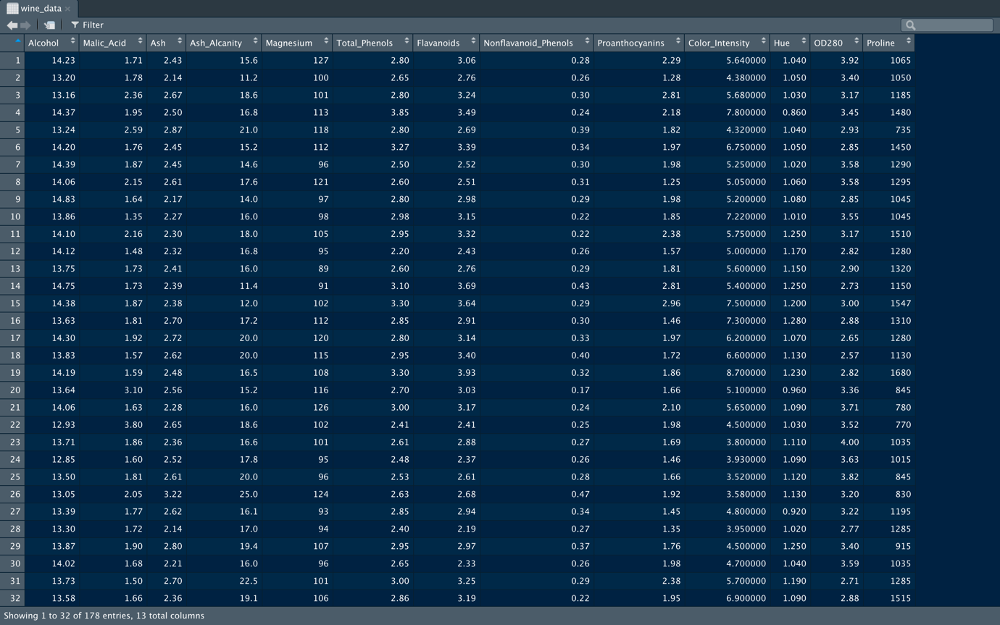 wine_data
Filter
Alcohol Malic_Acid Ash Ash_Alcanity Magnesium Total_Phenols Flavanoids Nonflavanoid_Phenols Proanthocyanins Color_Intensity Hue OD280 Proline
1 14.23 1.71 2.43 15.6 127 2.80 3.06 0.28 2.29 5.640000 1.040 3.92 1065
2 13.20 1.78 2.14 11.2 100 2.65 2.76 0.26 1.28 4.380000 1.050 3.40 1050
3 13.16 2.36 2.67 18.6 101 2.80 3.24 0.30 2.81 5.680000 1.030 3.17 1185
4 14.37 1.95 2.50 16.8 113 3.85 3.49 0.24 2.18 7.800000 0.860 3.45 1480
5 13.24 2.59 2.87 21.0 118 2.80 2.69 0.39 1.82 4.320000 1.040 2.93 735
6 14.20 1.76 2.45 15.2 112 3.27 3.39 0.34 1.97 6.750000 1.050 2.85 1450
7 14.39 1.87 2.45 14.6 96 2.50 2.52 0.30 1.98 5.250000 1.020 3.58 1290
8 14.06 2.15 2.61 17.6 121 2.60 2.51 0.31 1.25 5.050000 1.060 3.58 1295
9 14.83 1.64 2.17 14.0 97 2.80 2.98 0.29 1.98 5.200000 1.080 2.85 1045
10 13.86 1.35 2.27 16.0 98 2.98 3.15 0.22 1.85 7.220000 1.010 3.55 1045
11 14.10 2.16 2.30 18.0 105 2.95 3.32 0.22 2.38 5.750000 1.250 3.17 1510
12 14.12 1.48 2.32 16.8 95 2.20 2.43 0.26 1.57 5.000000 1.170 2.82 1280
13 13.75 1.73 2.41 16.0 89 2.60 2.76 0.29 1.81 5.600000 1.150 2.90 1320
14 14.75 1.73 2.39 11.4 91 3.10 3.69 0.43 2.81 5.400000 1.250 2.73 1150
15 14.38 1.87 2.38 12.0 102 3.30 3.64 0.29 2.96 7.500000 1.200 3.00 1547
16 13.63 1.81 2.70 17.2 112 2.85 2.91 0.30 1.46 7.300000 1.280 2.88 1310
17 14.30 1.92 2.72 20.0 120 2.80 3.14 0.33 1.97 6.200000 1.070 2.65 1280
18 13.83 1.57 2.62 20.0 115 2.95 3.40 0.40 1.72 6.600000 1.130 2.57 1130
19 14.19 1.59 2.48 16.5 108 3.30 3.93 0.32 1.86 8.700000 1.230 2.82 1680
20 13.64 3.10 2.56 15.2 116 2.70 3.03 0.17 1.66 5.100000 0.960 3.36 845
21 14.06 1.63 2.28 16.0 126 3.00 3.17 0.24 2.10 5.650000 1.090 3.71 780
22 12.93 3.80 2.65 18.6 102 2.41 2.41 0.25 1.98 4.500000 1.030 3.52 770
23 13.71 1.86 2.36 16.6 101 2.61 2.88 0.27 1.69 3.800000 1.110 4.00 1035
24 12.85 1.60 2.52 17.8 95 2.48 2.37 0.26 1.46 3.930000 1.090 3.63 1015
25 13.50 1.81 2.61 20.0 96 2.53 2.61 0.28 1.66 3.520000 1.120 3.82 845
26 13.05 2.05 3.22 25.0 124 2.63 2.68 0.47 1.92 3.580000 1.130 3.20 830
27 13.39 1.77 2.62 16.1 93 2.85 2.94 0.34 1.45 4.800000 0.920 3.22 1195
28 13.30 1.72 2.14 17.0 94 2.40 2.19 0.27 1.35 3.950000 1.020 2.77 1285
29 13.87 1.90 2.80 19.4 107 2.95 2.97 0.37 1.76 4.500000 1.250 3.40 915
30 14.02 1.68 2.21 16.0 96 2.65 2.33 0.26 1.98 4.700000 1.040 3.59 1035
31 13.73 1.50 2.70 22.5 101 3.00 3.25 0.29 2.38 5.700000 1.190 2.71 1285
32 13.58 1.66 2.36 19.1 106 2.86 3.19 0.22 1.95 6.900000 1.090 2.88 1515
Showing 1 to 32 of 178 entries, 13 total columns